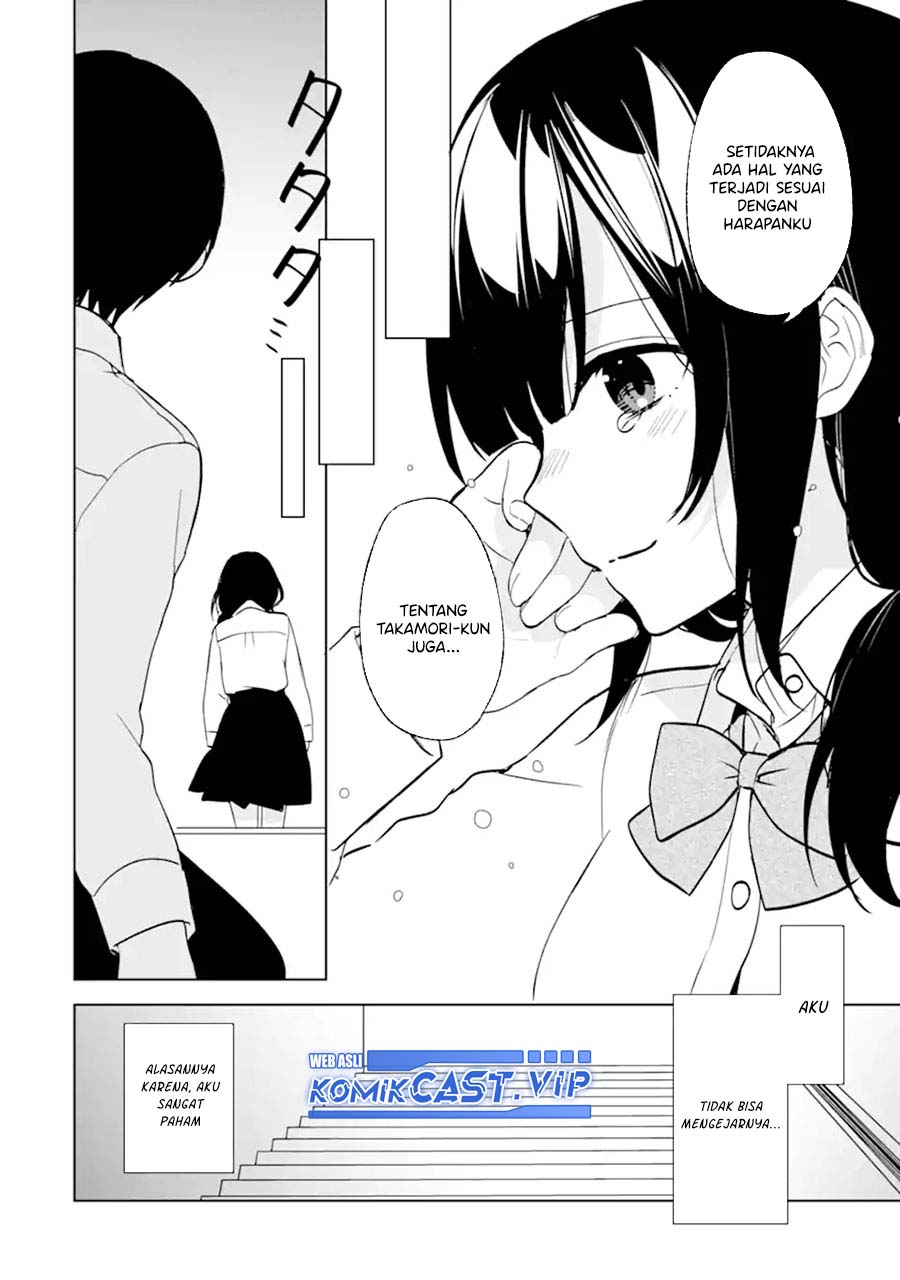 SETIDAKNYA
ADA HAL YANG
TERJADI SESUAI
DENGAN
HARAPANKU
TENTANG
TAKAMORI-KUN
JUGA...
タタタ
AKU
TIDAK BISA
MENGEJARNYA...
ALASANNYA
KARENA, AKU
SANGAT
PAHAM
WEB ASLI
KOMIKCAST.VIP